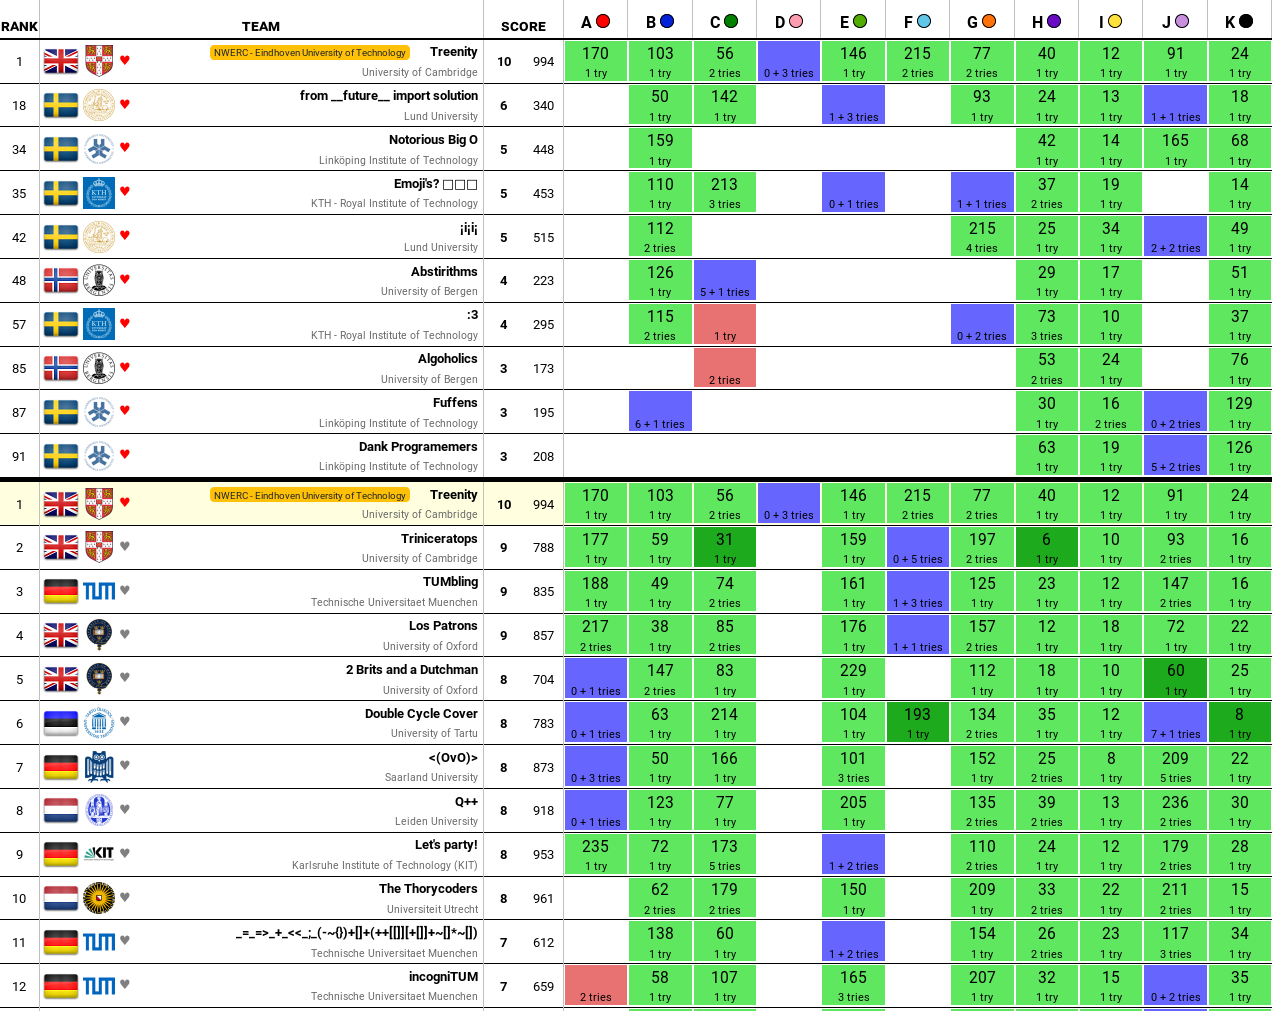 RANK TEAM SCORE A B C D E F G H I J K
1 NWERC - Eindhoven University of Technology Treenity 10 994 170 103 56 146 215 77 40 12 91 24
University of Cambridge 1 try 1 try 2 tries 0 + 3 tries 1 try 2 tries 2 tries 1 try 1 try 1 try 1 try
18 from __future__ import solution 6 340 50 142 93 24 13 18
Lund University 1 try 1 try 1 + 3 tries 1 try 1 try 1 try 1 + 1 tries 1 try
34 Notorious Big O 5 448 159 42 14 165 68
Linköping Institute of Technology 1 try 1 try 1 try 1 try 1 try
35 Emoji's? □□□ 5 453 110 213 37 19 14
KTH - Royal Institute of Technology 1 try 3 tries 0 + 1 tries 1 + 1 tries 2 tries 1 try 1 try
42 ¡i¡i¡ 5 515 112 215 25 34 49
Lund University 2 tries 4 tries 1 try 1 try 2 + 2 tries 1 try
48 Abstirithms 4 223 126 29 17 51
University of Bergen 1 try 5 + 1 tries 1 try 1 try 1 try
57 :3 4 295 115 73 10 37
KTH - Royal Institute of Technology 2 tries 1 try 0 + 2 tries 3 tries 1 try 1 try
85 Algoholics 3 173 53 24 76
University of Bergen 2 tries 2 tries 1 try 1 try
87 Fuffens 3 195 30 16 129
Linköping Institute of Technology 6 + 1 tries 1 try 2 tries 0 + 2 tries 1 try
91 Dank Programemers 3 208 63 19 126
Linköping Institute of Technology 1 try 1 try 5 + 2 tries 1 try
1 NWERC - Eindhoven University of Technology Treenity 10 994 170 103 56 146 215 77 40 12 91 24
University of Cambridge 1 try 1 try 2 tries 0 + 3 tries 1 try 2 tries 2 tries 1 try 1 try 1 try 1 try
2 Triniceratops 9 788 177 59 31 159 197 6 10 93 16
University of Cambridge 1 try 1 try 1 try 1 try 0 + 5 tries 2 tries 1 try 1 try 2 tries 1 try
3 TUMbling 9 835 188 49 74 161 125 23 12 147 16
Technische Universitaet Muenchen 1 try 1 try 2 tries 1 try 1 + 3 tries 1 try 1 try 1 try 2 tries 1 try
4 Los Patrons 9 857 217 38 85 176 157 12 18 72 22
University of Oxford 2 tries 1 try 2 tries 1 try 1 + 1 tries 2 tries 1 try 1 try 1 try 1 try
5 2 Brits and a Dutchman 8 704 147 83 229 112 18 10 60 25
University of Oxford 0 + 1 tries 2 tries 1 try 1 try 1 try 1 try 1 try 1 try 1 try
6 Double Cycle Cover 8 783 63 214 104 193 134 35 12 8
University of Tartu 0 + 1 tries 1 try 1 try 1 try 1 try 2 tries 1 try 1 try 7 + 1 tries 1 try
7 <(OvO)> 8 873 50 166 101 152 25 8 209 22
Saarland University 0 + 3 tries 1 try 1 try 3 tries 1 try 2 tries 1 try 5 tries 1 try
8 Q++ 8 918 123 77 205 135 39 13 236 30
Leiden University 0 + 1 tries 1 try 1 try 1 try 2 tries 2 tries 1 try 2 tries 1 try
9 KIT Let's party! 8 953 235 72 173 110 24 12 179 28
Karlsruhe Institute of Technology (KIT) 1 try 1 try 5 tries 1 + 2 tries 2 tries 1 try 1 try 2 tries 1 try
10 The Thorycoders 8 961 62 179 150 209 33 22 211 15
Universiteit Utrecht 2 tries 2 tries 1 try 1 try 2 tries 1 try 2 tries 1 try
11 _=_=>_+_<<_;_(-~{})+[]+(++[[]][+[]]+~[]*~[]) 7 612 138 60 154 26 23 117 34
Technische Universitaet Muenchen 1 try 1 try 1 + 2 tries 1 try 2 tries 1 try 3 tries 1 try
12 incogniTUM 7 659 58 107 165 207 32 15 35
Technische Universitaet Muenchen 2 tries 1 try 1 try 3 tries 1 try 1 try 1 try 0 + 2 tries 1 try